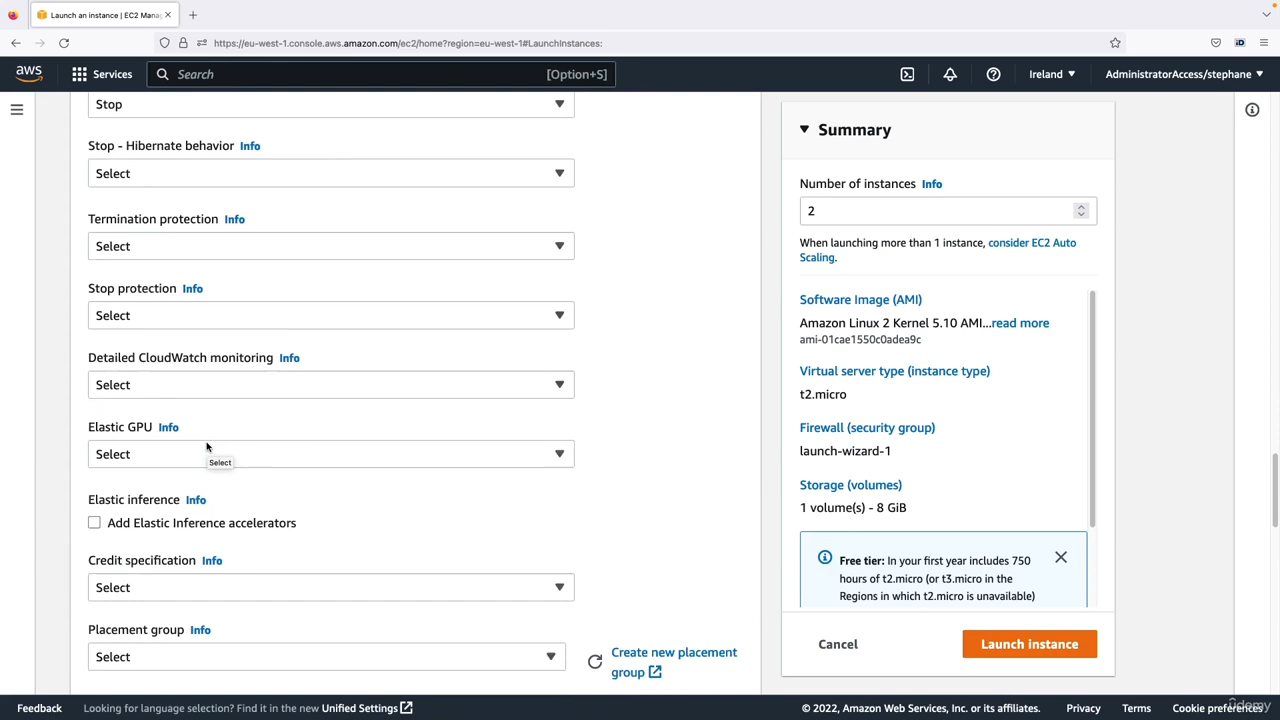 Launch an instance | EC2 Mana
https://eu-west-1.console.aws.amazon.com/ec2/home?region=eu-west-1#LaunchInstances:
aws
Services
Search
[Option+S]
Ireland
AdministratorAccess/stephane
Stop
Stop - Hibernate behavior Info
Select
Termination protection Info
Select
Stop protection Info
Select
Detailed CloudWatch monitoring Info
Select
Elastic GPU Info
Select
Select
Elastic inference Info
Add Elastic Inference accelerators
Credit specification Info
Select
Placement group Info
Select
Create new placement
group
Summary
Number of instances Info
2
When launching more than 1 instance, consider EC2 Auto
Scaling.
Software Image (AMI)
Amazon Linux 2 Kernel 5.10 AMI...read more
ami-01cae1550c0adea9c
Virtual server type (instance type)
t2.micro
Firewall (security group)
launch-wizard-1
Storage (volumes)
1 volume(s) - 8 GiB
Free tier: In your first year includes 750
hours of t2.micro (or t3.micro in the
Regions in which t2.micro is unavailable)
Cancel
Launch instance
Feedback
Looking for language selection? Find it in the new Unified Settings
© 2022, Amazon Web Services, Inc. or its affiliates.
Privacy
Terms
Cookie preferences
udemy